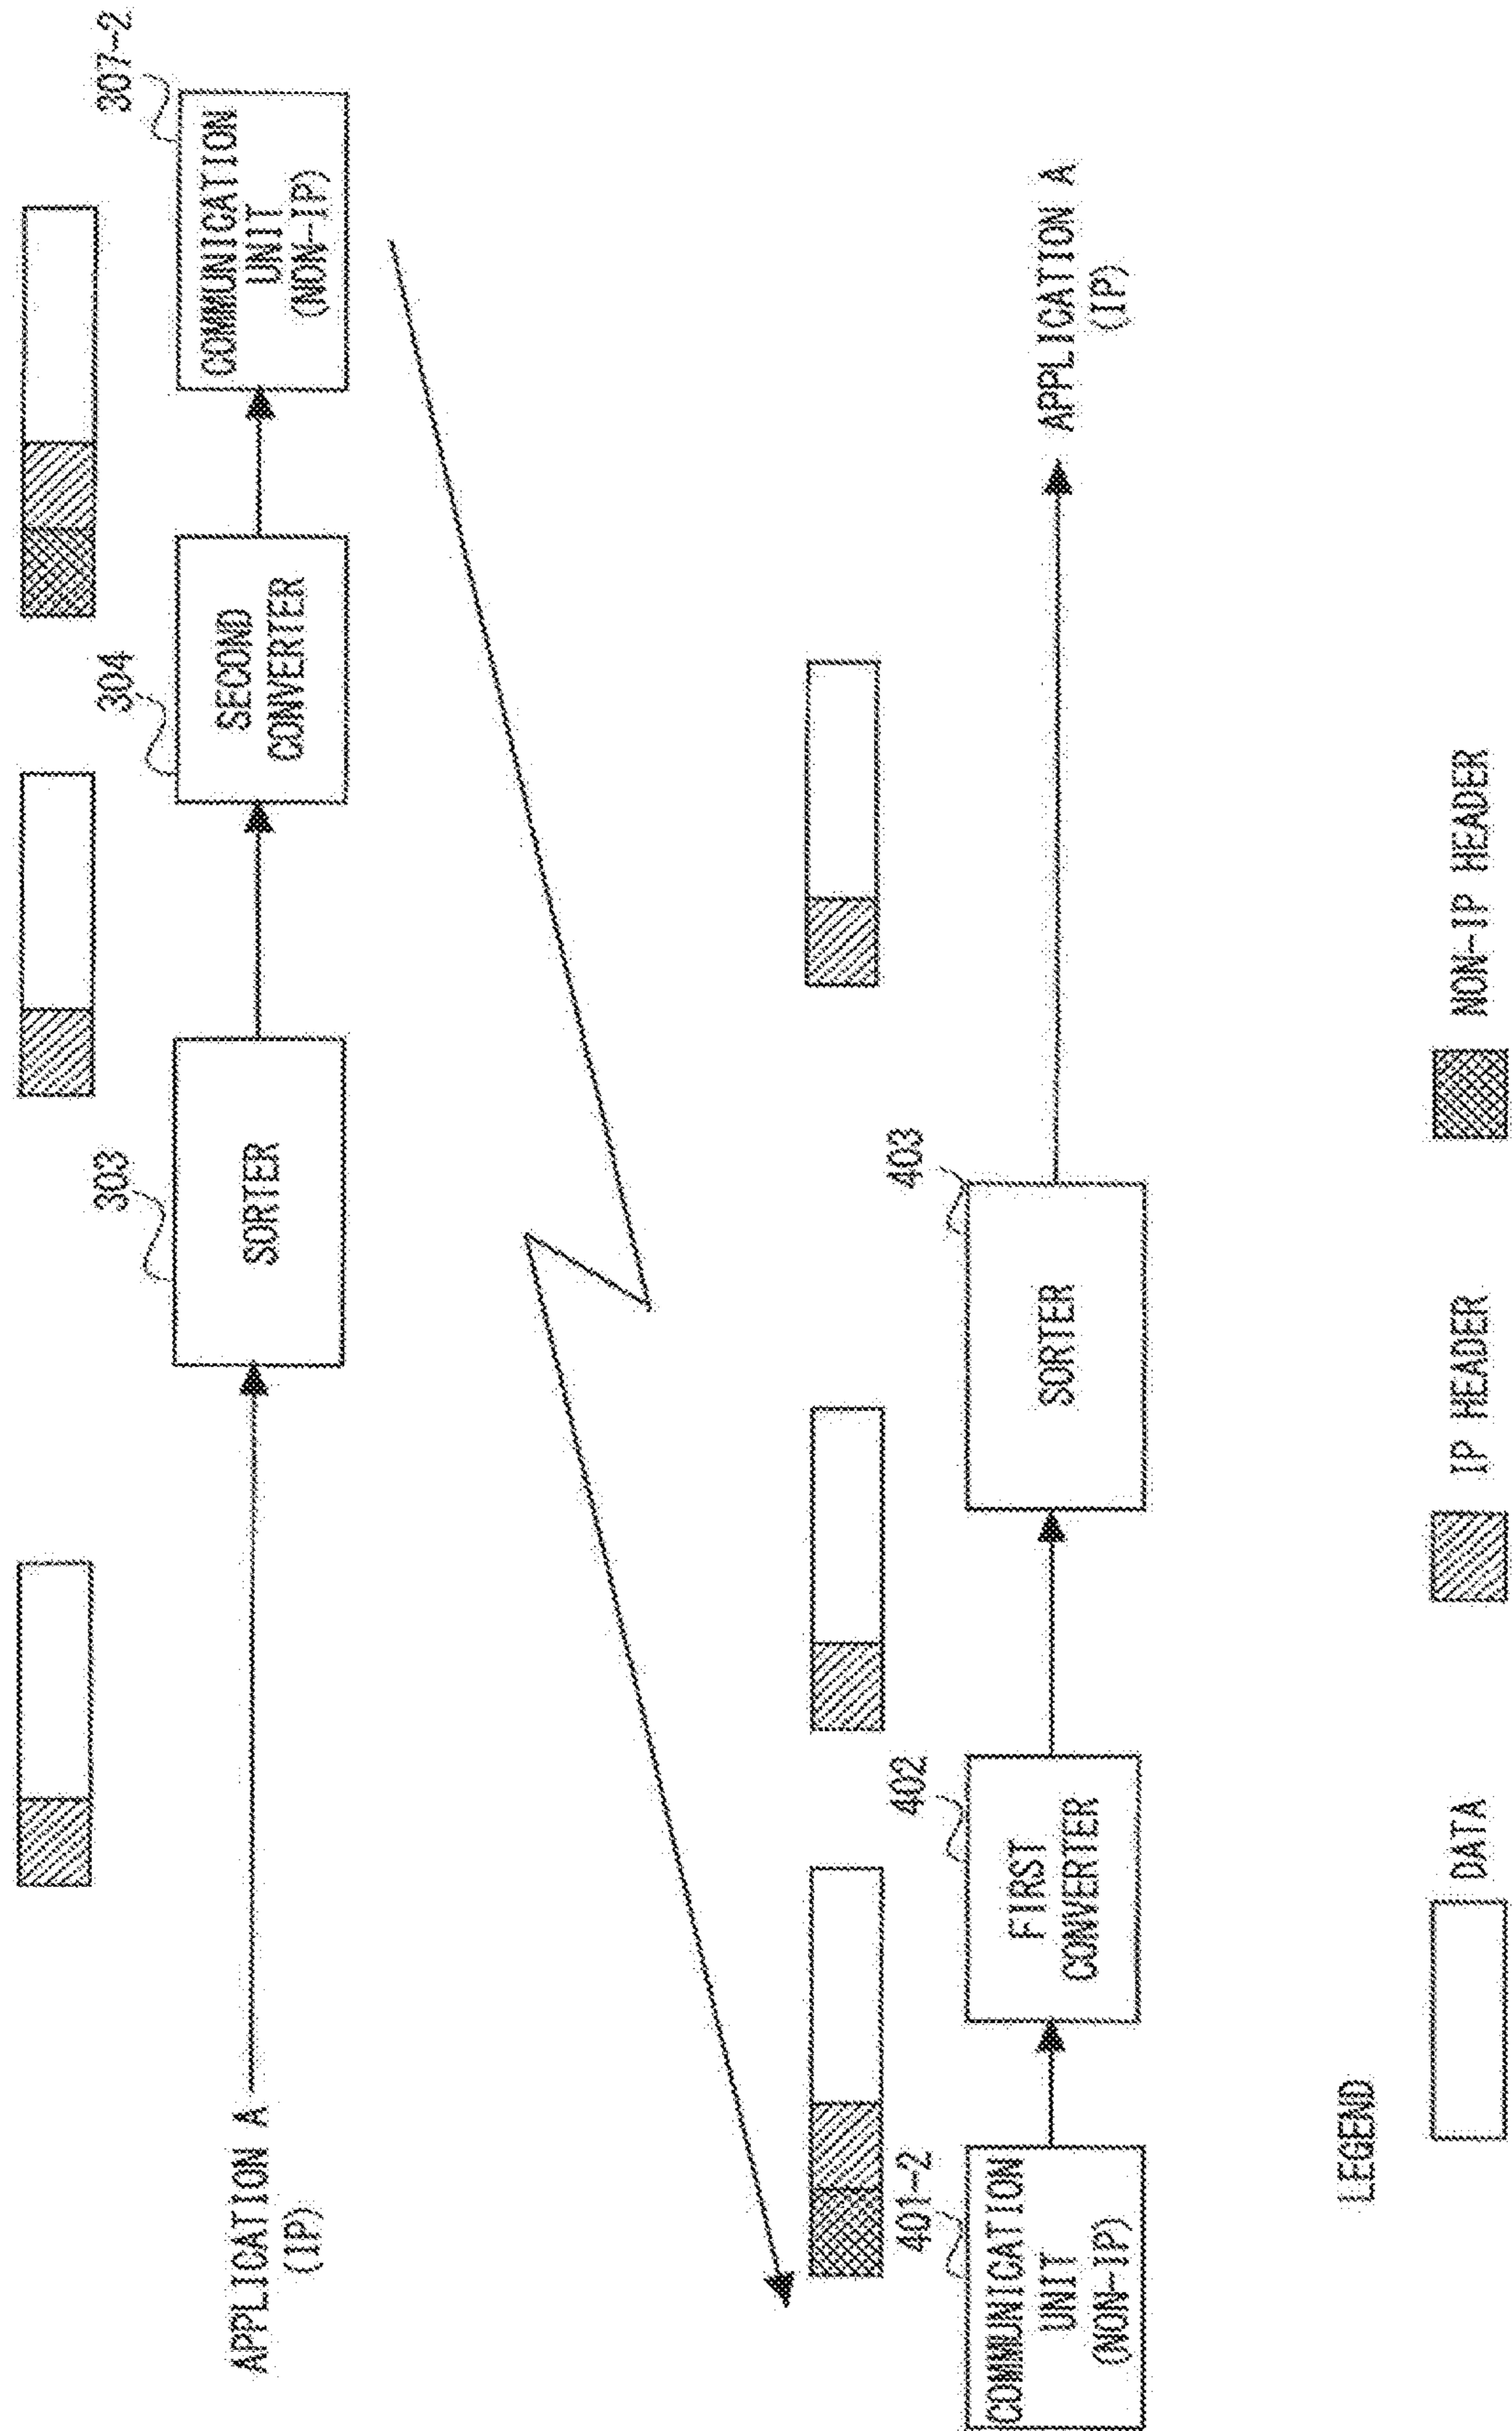 APPLICATION A
(IP)
303
SORTER
304
SECOND
CONVERTER
307-2
COMMUNICATION
UNIT
(NON-IP)
401-2
COMMUNICATION
UNIT
(NON-IP)
402
FIRST
CONVERTER
403
SORTER
APPLICATION A
(IP)
LEGEND
DATA
IP HEADER
NON-IP HEADER